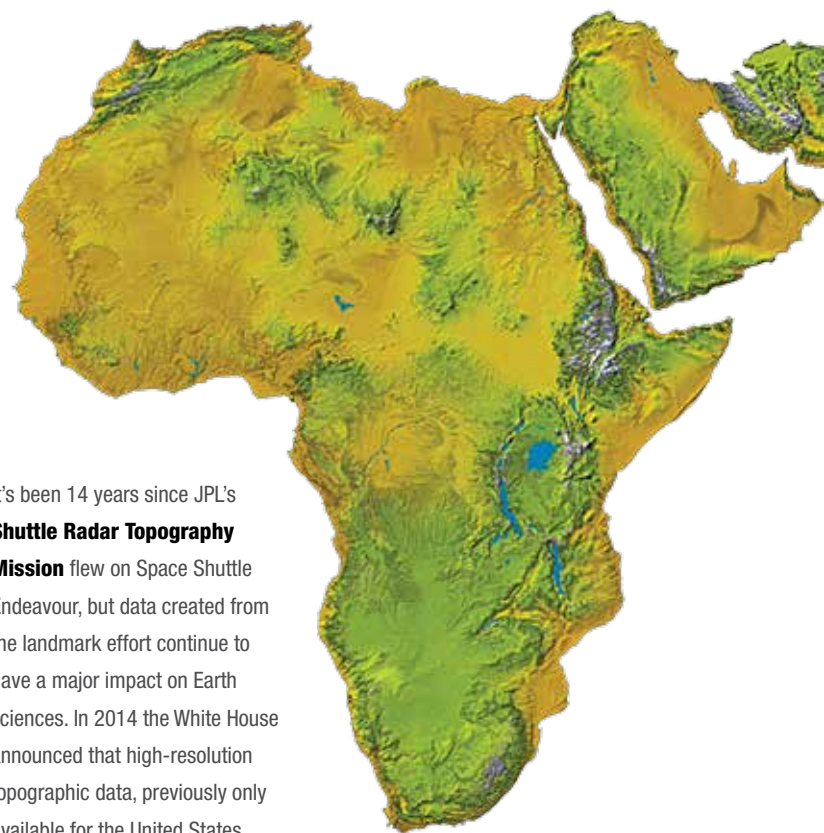 t's been 14 years since JPL's
Shuttle Radar Topography
Mission flew on Space Shuttle
Endeavour, but data created from
he landmark effort continue to
ave a major impact on Earth
ciences. In 2014 the White House
nnounced that high-resolution
opographic data, previously only
vailable for the United States